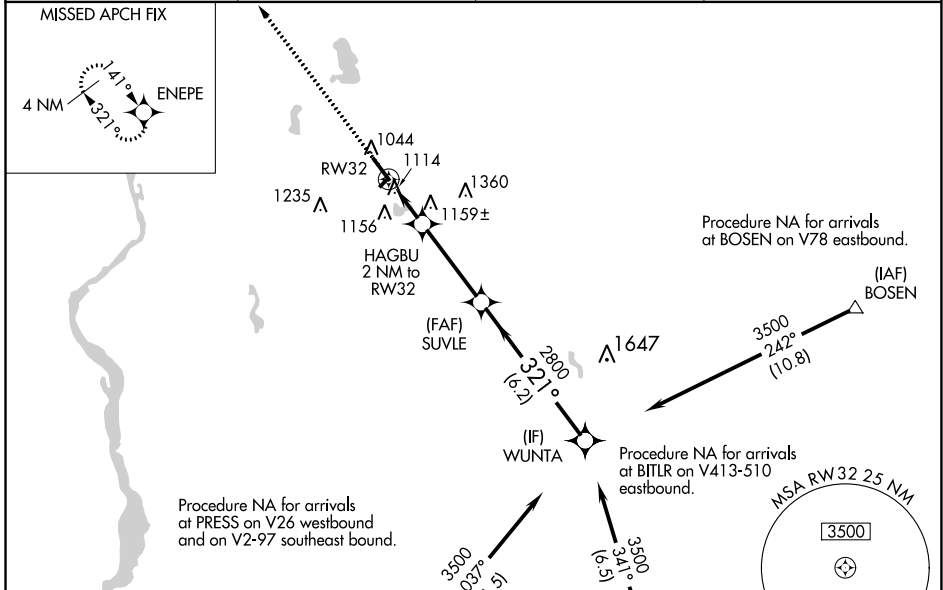 MISSED APCH FIX
141°
ENEPE
4 NM
321°
1044
RW32
1114
1235
1360
1156
1159±
HAGBU
2 NM to
RW32
Procedure NA for arrivals
at BOSEN on V78 eastbound.
(IAF)
BOSEN
(FAF)
SUVLE
3500
242°
(10.8)
1647
2800
321°
(6.2)
(IF)
WUNTA
Procedure NA for arrivals
at BITLR on V413-510
eastbound.
Procedure NA for arrivals
at PRESS on V26 westbound
and on V2-97 southeast bound.
MSA RW32 25 NM
3500
3500
037°
3500
341°
(6.5)